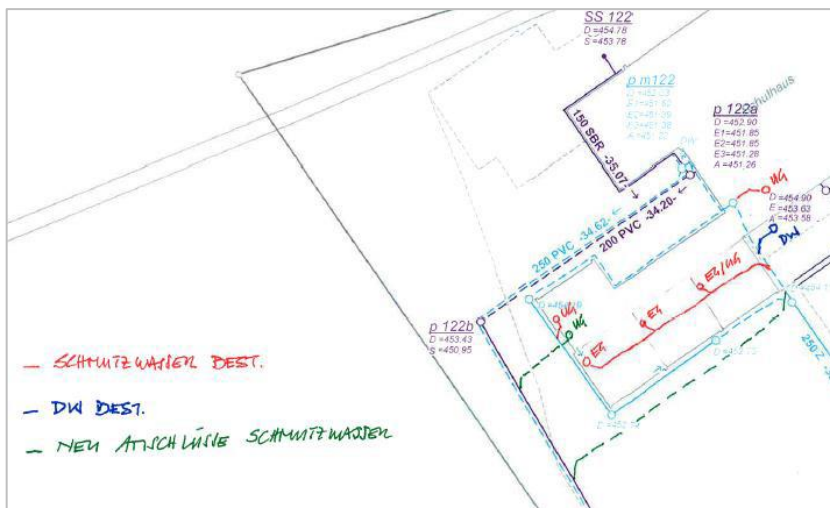 SS 122
D =454.78
S =453.78
p m122
p 122a
D =452.90
E1=451.85
E2=451.85
E3=451.28
A =451.26
Schulhaus
150 SBR -35.07-
250 PVC -34.62-
200 PVC -34.20-
UG
D =454.90
E =453.63
A =453.58
DW
EG/UG
EG
UG
UG
EG
p 122b
D =453.43
S =450.95
250 Z
— SCHMUTZWASSER BEST.
— DW BEST.
— NEU ANSCHLÜSSE SCHMUTZWASSER